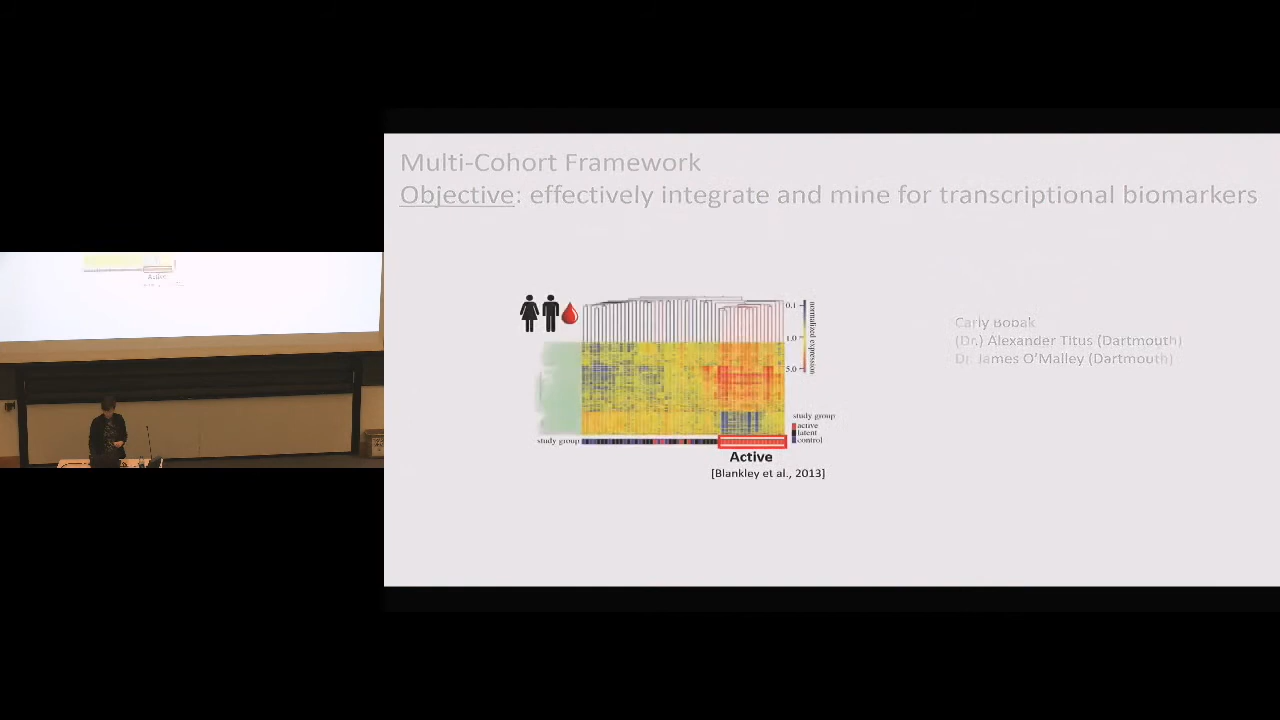 Multi-Cohort Framework
Objective: effectively integrate and mine for transcriptional biomarkers
0.1
1.0
5.0
normalized expression
Carly Bobak
(Dr.) Alexander Titus (Dartmouth)
Dr. James O'Malley (Dartmouth)
study group
active
latent
control
study group
Active
[Blankley et al., 2013]
Active